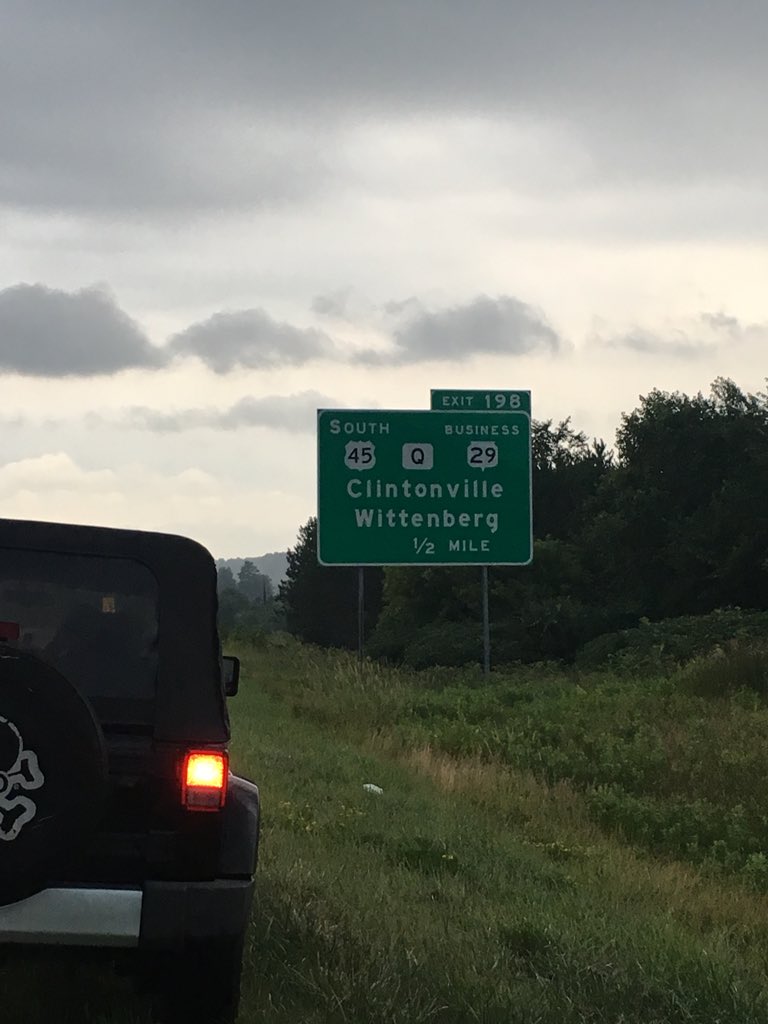 EXIT 198
SOUTH BUSINESS
45 Q 29
Clintonville
Wittenberg
1/2 MILE